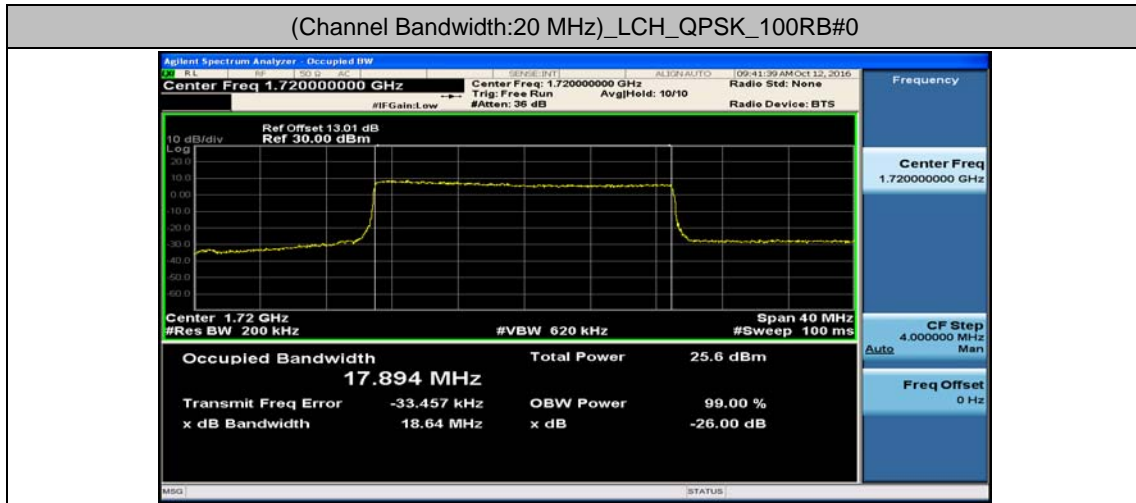 (Channel Bandwidth:20 MHz)_LCH_QPSK_100RB#0
Agilent Spectrum Analyzer - Occupied BW
RL RF 50 Ω AC SENSE:INT ALIGN AUTO 09:41:39 AM Oct 12, 2016
Center Freq 1.720000000 GHz
Center Freq: 1.720000000 GHz
Radio Std: None
Trig: Free Run
Avg|Hold: 10/10
#IFGain:Low
#Atten: 36 dB
Radio Device: BTS
Ref Offset 13.01 dB
10 dB/div
Ref 30.00 dBm
Log
20.0
10.0
0.00
-10.0
-20.0
-30.0
-40.0
-50.0
-60.0
Center 1.72 GHz
Span 40 MHz
#Res BW 200 kHz
#VBW 620 kHz
#Sweep 100 ms
Occupied Bandwidth
Total Power 25.6 dBm
17.894 MHz
Transmit Freq Error -33.457 kHz
OBW Power 99.00 %
x dB Bandwidth 18.64 MHz
x dB -26.00 dB
MSG
STATUS
Frequency
Center Freq
1.720000000 GHz
CF Step
4.000000 MHz
Auto Man
Freq Offset
0 Hz